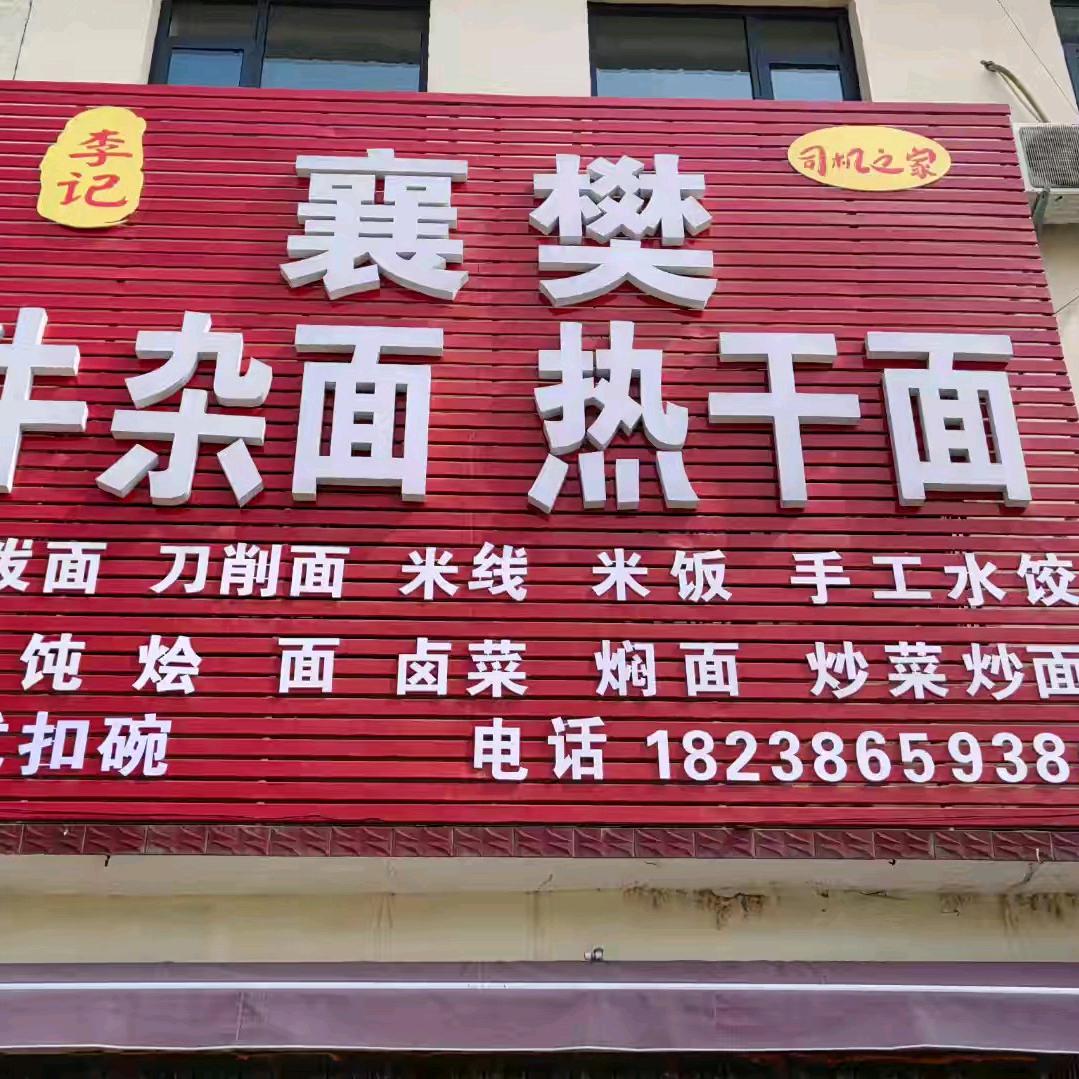 李记
襄樊
司机之家
杂面 热干面
面 刀削面 米线 米饭 手工水饺
饨 烩面 卤菜 焖面 炒菜炒面
扣碗 电话 1823865938